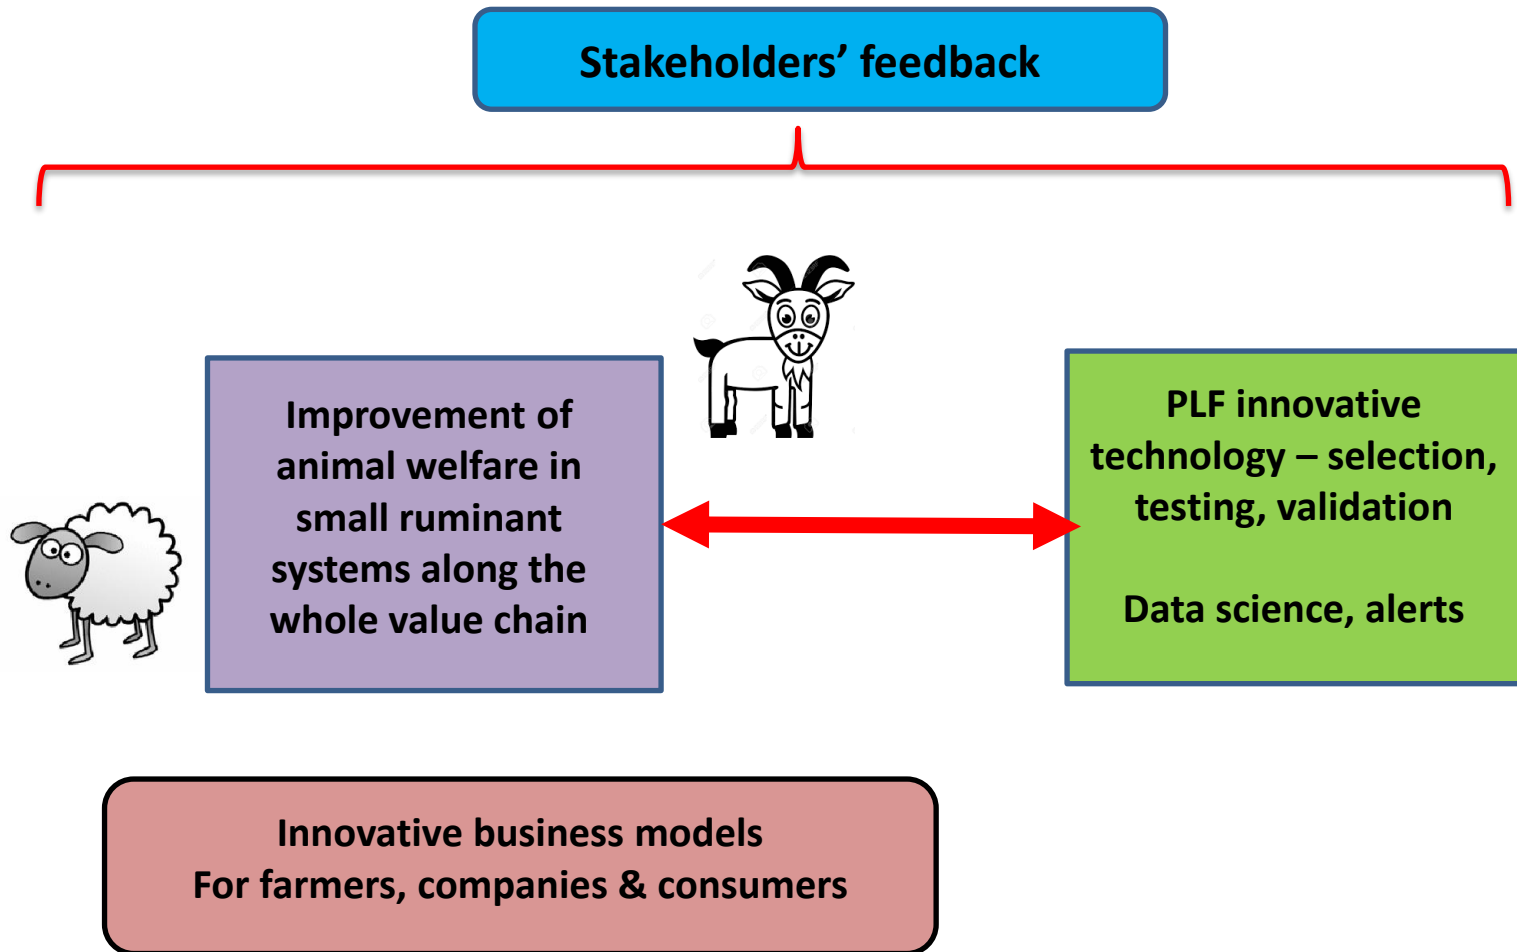 Stakeholders’ feedback
Improvement of
animal welfare in
small ruminant
systems along the
whole value chain
PLF innovative
technology – selection,
testing, validation
Data science, alerts
Innovative business models
For farmers, companies & consumers